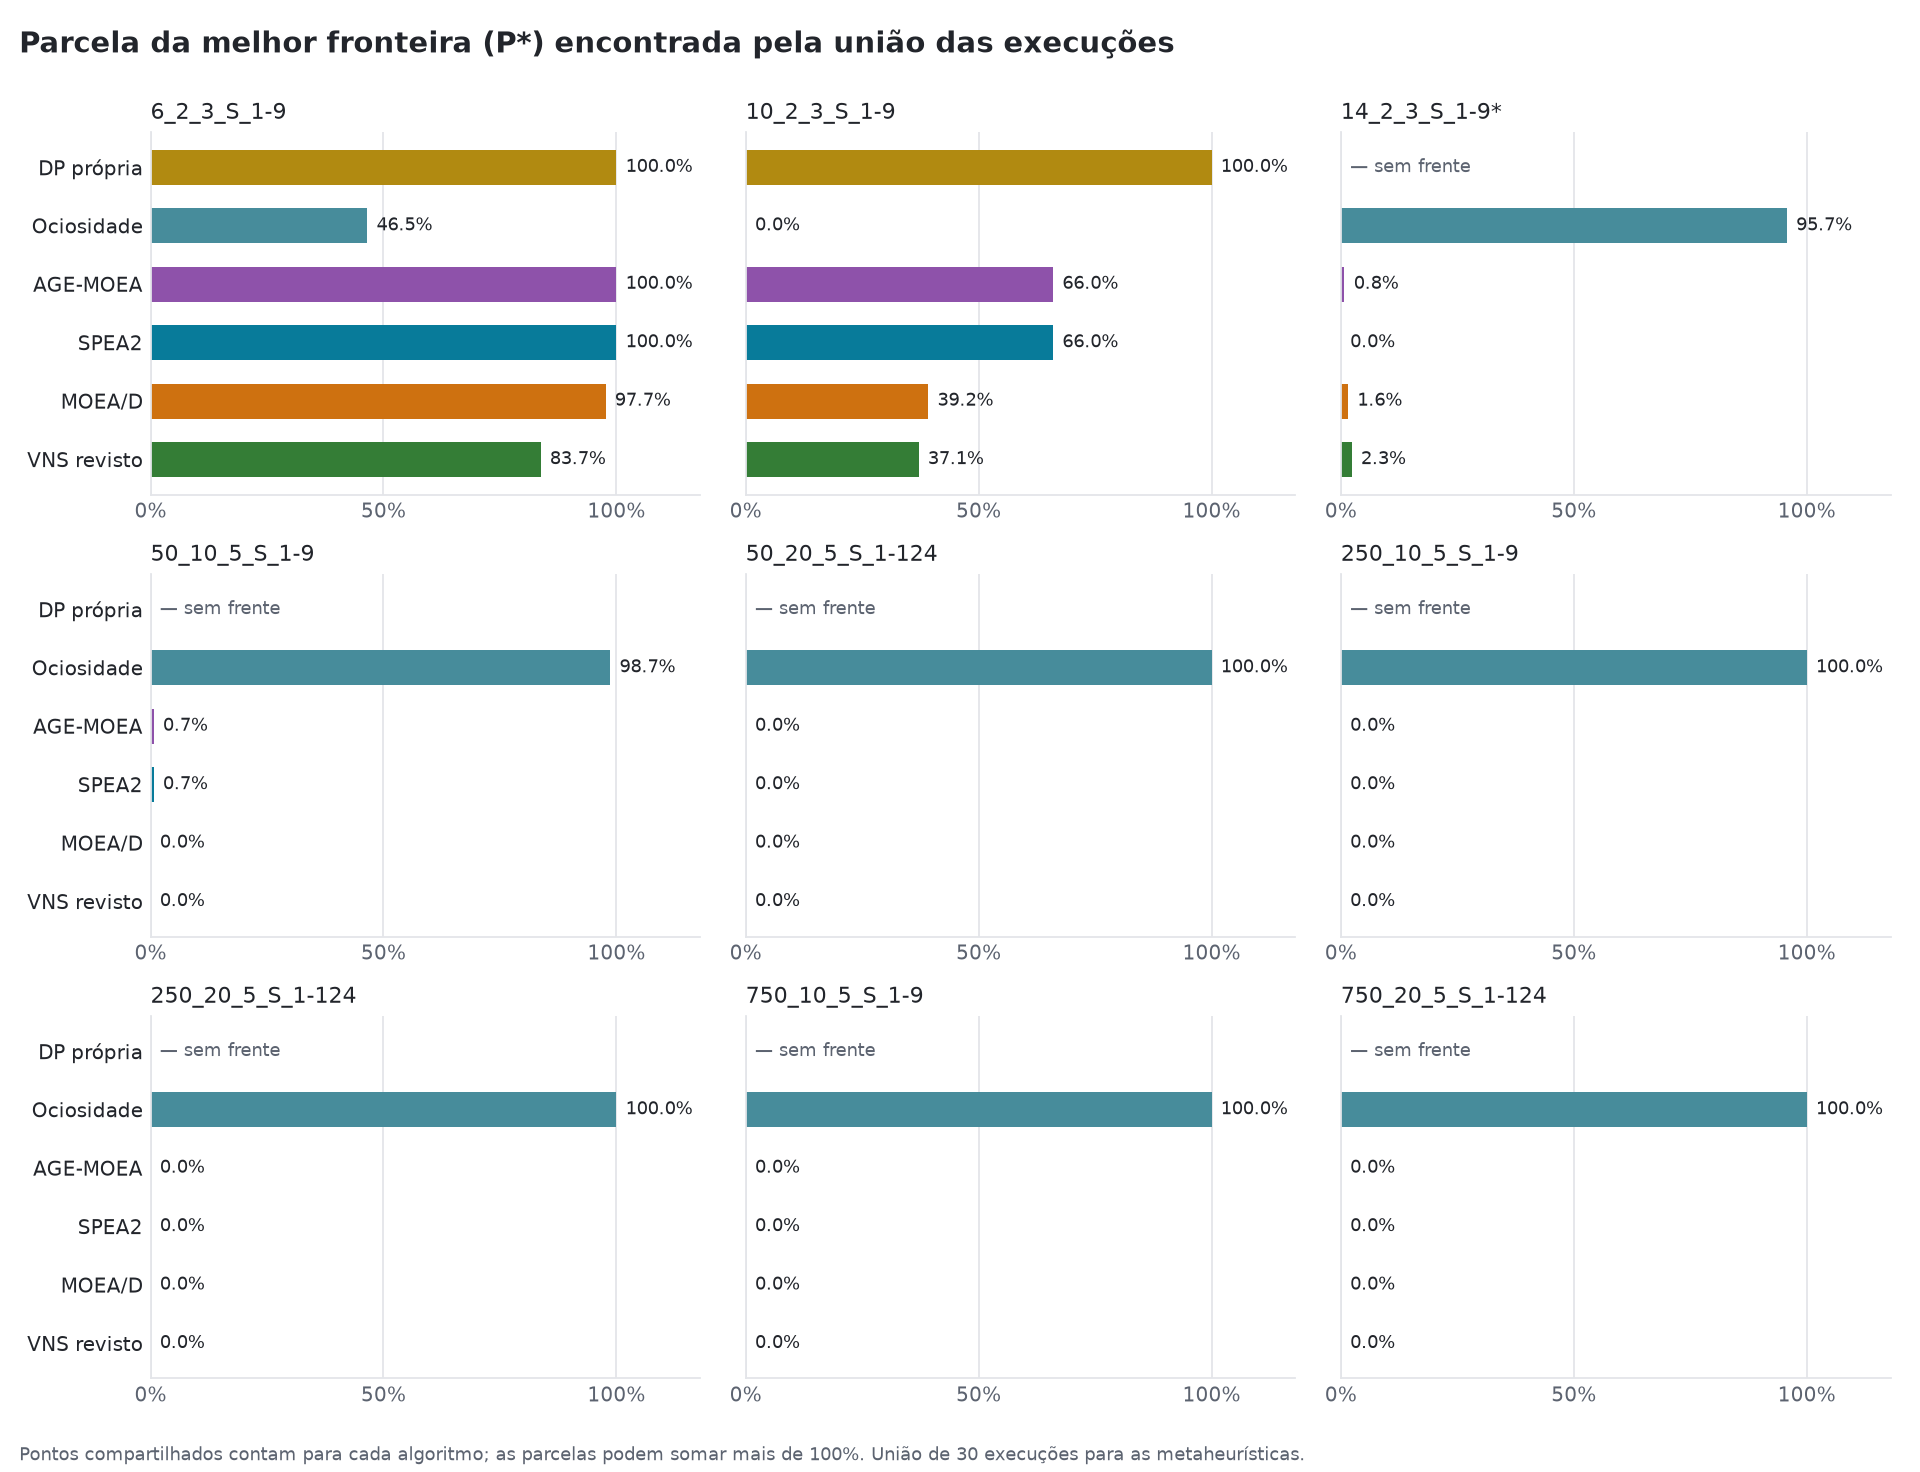 Parcela da melhor fronteira (P*) encontrada pela união das execuções
6_2_3_S_1-9
DP própria 100.0%
Ociosidade 46.5%
AGE-MOEA 100.0%
SPEA2 100.0%
MOEA/D 97.7%
VNS revisto 83.7%
0% 50% 100%
10_2_3_S_1-9
100.0%
0.0%
66.0%
66.0%
39.2%
37.1%
0% 50% 100%
14_2_3_S_1-9*
— sem frente
95.7%
0.8%
0.0%
1.6%
2.3%
0% 50% 100%
50_10_5_S_1-9
DP própria — sem frente
Ociosidade 98.7%
AGE-MOEA 0.7%
SPEA2 0.7%
MOEA/D 0.0%
VNS revisto 0.0%
0% 50% 100%
50_20_5_S_1-124
— sem frente
100.0%
0.0%
0.0%
0.0%
0.0%
0% 50% 100%
250_10_5_S_1-9
— sem frente
100.0%
0.0%
0.0%
0.0%
0.0%
0% 50% 100%
250_20_5_S_1-124
DP própria — sem frente
Ociosidade 100.0%
AGE-MOEA 0.0%
SPEA2 0.0%
MOEA/D 0.0%
VNS revisto 0.0%
0% 50% 100%
750_10_5_S_1-9
— sem frente
100.0%
0.0%
0.0%
0.0%
0.0%
0% 50% 100%
750_20_5_S_1-124
— sem frente
100.0%
0.0%
0.0%
0.0%
0.0%
0% 50% 100%
Pontos compartilhados contam para cada algoritmo; as parcelas podem somar mais de 100%. União de 30 execuções para as metaheurísticas.